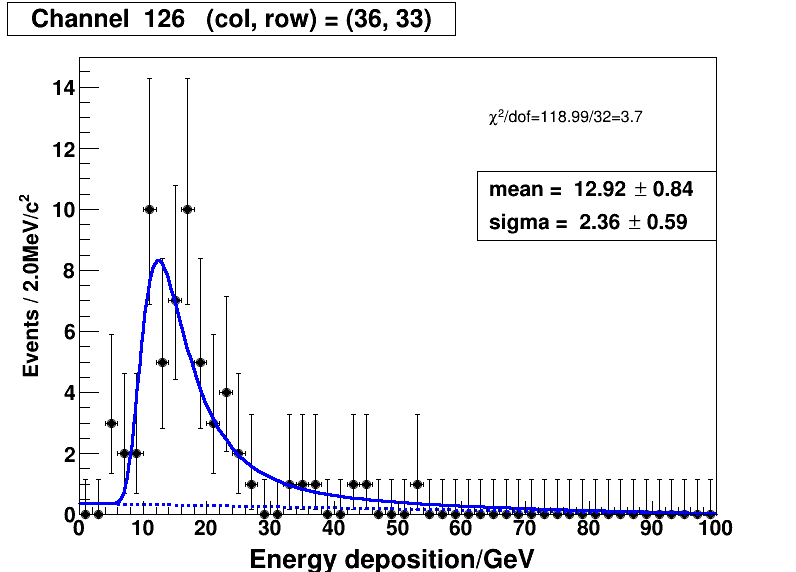 Channel  126   (col, row) = (36, 33)
χ²/dof=118.99/32=3.7
mean =  12.92 ± 0.84
sigma =  2.36 ± 0.59
Events / 2.0MeV/c²
14
12
10
8
6
4
2
0
0 10 20 30 40 50 60 70 80 90 100
Energy deposition/GeV